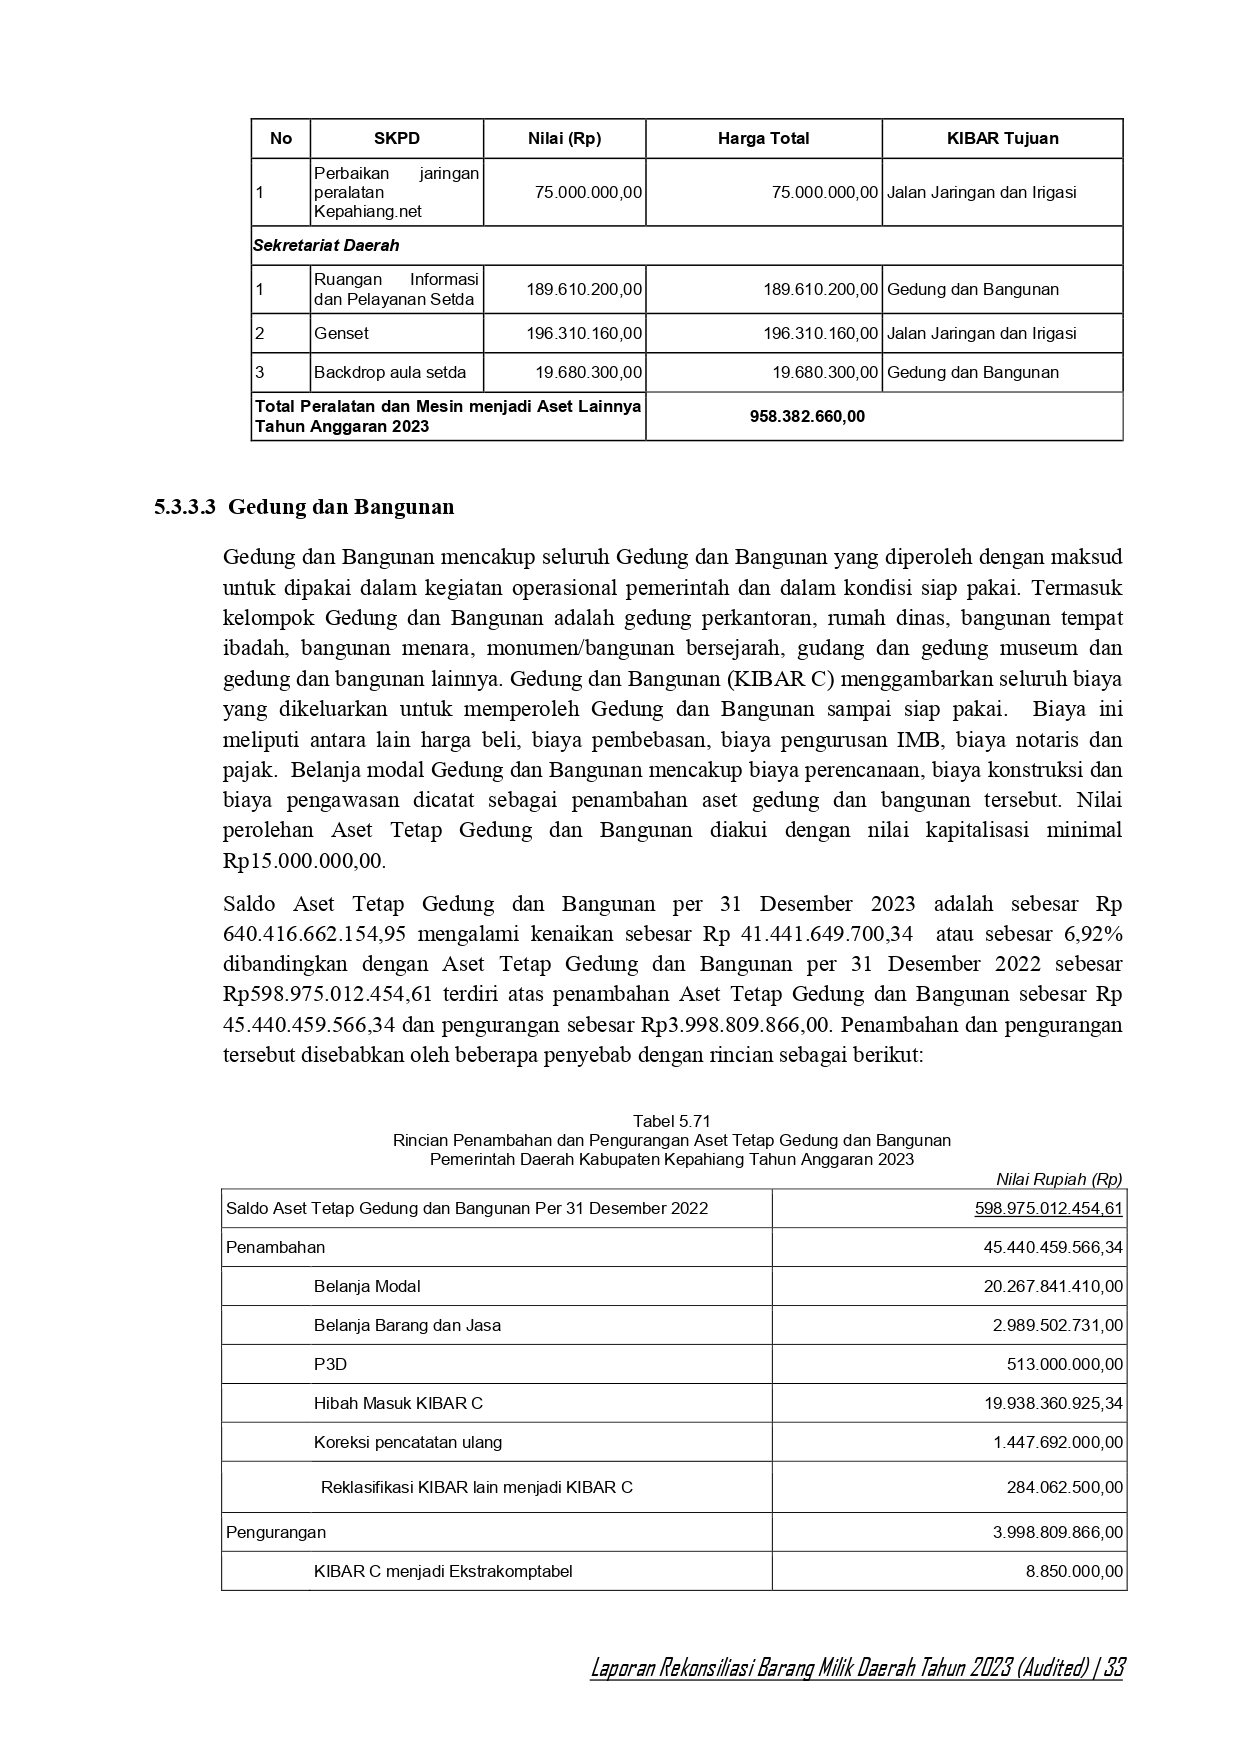 No SKPD Nilai (Rp) Harga Total KIBAR Tujuan
Perbaikan jaringan
1 peralatan 75.000.000,00 75.000.000,00 Jalan Jaringan dan Irigasi
Kepahiang.net
Sekretariat Daerah
1 Ruangan Informasi 189.610.200,00 189.610.200,00 Gedung dan Bangunan
dan Pelayanan Setda
2 Genset 196.310.160,00 196.310.160,00 Jalan Jaringan dan Irigasi
3 Backdrop aula setda 19.680.300,00 19.680.300,00 Gedung dan Bangunan
Total Peralatan dan Mesin menjadi Aset Lainnya 958.382.660,00
Tahun Anggaran 2023
5.3.3.3 Gedung dan Bangunan
Gedung dan Bangunan mencakup seluruh Gedung dan Bangunan yang diperoleh dengan maksud
untuk dipakai dalam kegiatan operasional pemerintah dan dalam kondisi siap pakai. Termasuk
kelompok Gedung dan Bangunan adalah gedung perkantoran, rumah dinas, bangunan tempat
ibadah, bangunan menara, monumen/bangunan bersejarah, gudang dan gedung museum dan
gedung dan bangunan lainnya. Gedung dan Bangunan (KIBAR C) menggambarkan seluruh biaya
yang dikeluarkan untuk memperoleh Gedung dan Bangunan sampai siap pakai. Biaya ini
meliputi antara lain harga beli, biaya pembebasan, biaya pengurusan IMB, biaya notaris dan
pajak. Belanja modal Gedung dan Bangunan mencakup biaya perencanaan, biaya konstruksi dan
biaya pengawasan dicatat sebagai penambahan aset gedung dan bangunan tersebut. Nilai
perolehan Aset Tetap Gedung dan Bangunan diakui dengan nilai kapitalisasi minimal
Rp15.000.000,00.
Saldo Aset Tetap Gedung dan Bangunan per 31 Desember 2023 adalah sebesar Rp
640.416.662.154,95 mengalami kenaikan sebesar Rp 41.441.649.700,34 atau sebesar 6,92%
dibandingkan dengan Aset Tetap Gedung dan Bangunan per 31 Desember 2022 sebesar
Rp598.975.012.454,61 terdiri atas penambahan Aset Tetap Gedung dan Bangunan sebesar Rp
45.440.459.566,34 dan pengurangan sebesar Rp3.998.809.866,00. Penambahan dan pengurangan
tersebut disebabkan oleh beberapa penyebab dengan rincian sebagai berikut:
Tabel 5.71
Rincian Penambahan dan Pengurangan Aset Tetap Gedung dan Bangunan
Pemerintah Daerah Kabupaten Kepahiang Tahun Anggaran 2023
Nilai Rupiah (Rp)
Saldo Aset Tetap Gedung dan Bangunan Per 31 Desember 2022 598.975.012.454,61
Penambahan 45.440.459.566,34
Belanja Modal 20.267.841.410,00
Belanja Barang dan Jasa 2.989.502.731,00
P3D 513.000.000,00
Hibah Masuk KIBAR C 19.938.360.925,34
Koreksi pencatatan ulang 1.447.692.000,00
Reklasifikasi KIBAR lain menjadi KIBAR C 284.062.500,00
Pengurangan 3.998.809.866,00
KIBAR C menjadi Ekstrakomptabel 8.850.000,00
Laporan Rekonsiliasi Barang Milik Daerah Tahun 2023 (Audited) | 33